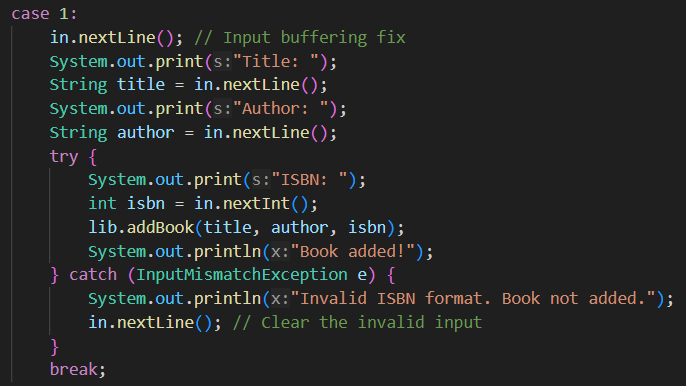 case 1:
in.nextLine(); // Input buffering fix
System.out.print(s:"Title: ");
String title = in.nextLine();
System.out.print(s:"Author: ");
String author = in.nextLine();
try {
System.out.print(s:"ISBN: ");
int isbn = in.nextInt();
lib.addBook(title, author, isbn);
System.out.println(x:"Book added!");
} catch (InputMismatchException e) {
System.out.println(x:"Invalid ISBN format. Book not added.");
in.nextLine(); // Clear the invalid input
}
break;